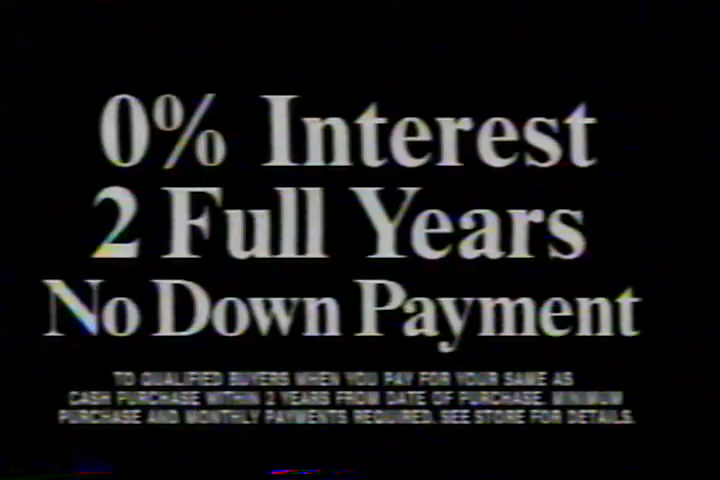 0% Interest
2 Full Years
No Down Payment
TO QUALIFIED BUYERS WHEN YOU PAY FOR YOUR SAME AS
CASH PURCHASE WITHIN 2 YEARS FROM DATE OF PURCHASE. MINIMUM
PURCHASE AND MONTHLY PAYMENTS REQUIRED. SEE STORE FOR DETAILS.